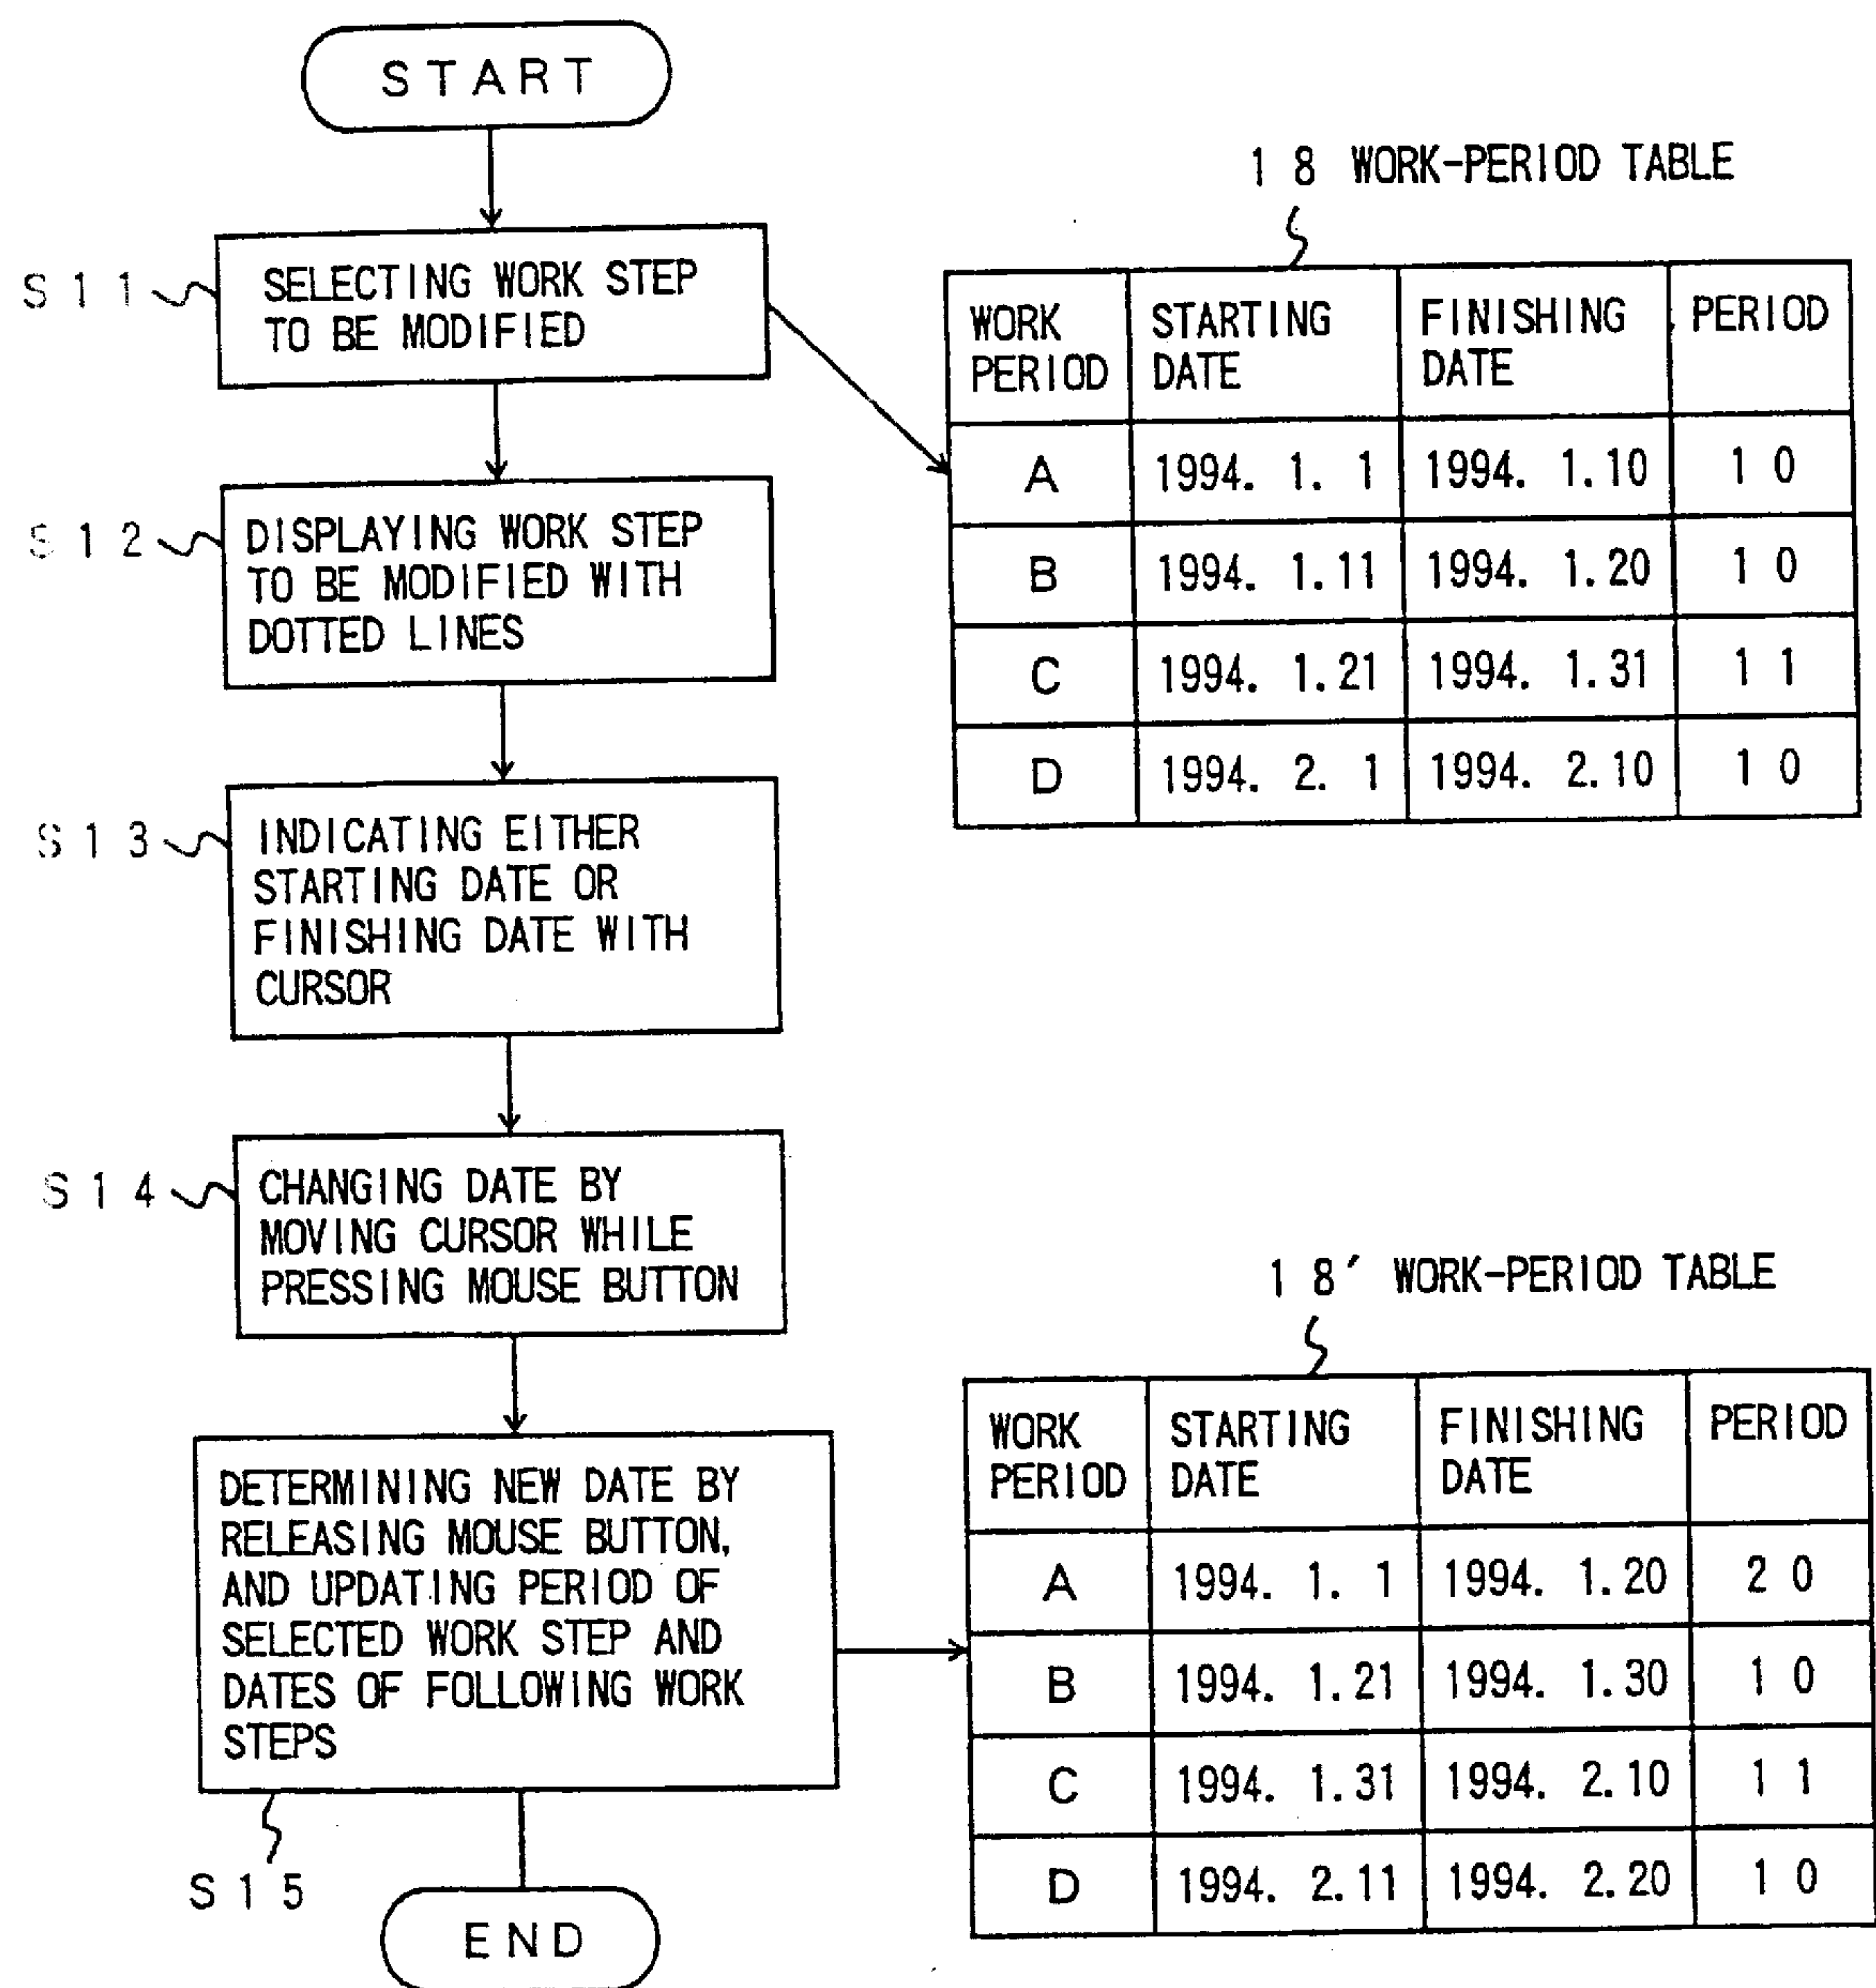 START
S11
SELECTING WORK STEP
TO BE MODIFIED
S12
DISPLAYING WORK STEP
TO BE MODIFIED WITH
DOTTED LINES
S13
INDICATING EITHER
STARTING DATE OR
FINISHING DATE WITH
CURSOR
S14
CHANGING DATE BY
MOVING CURSOR WHILE
PRESSING MOUSE BUTTON
DETERMINING NEW DATE BY
RELEASING MOUSE BUTTON,
AND UPDATING PERIOD OF
SELECTED WORK STEP AND
DATES OF FOLLOWING WORK
STEPS
S15
END
18 WORK-PERIOD TABLE
WORK PERIOD STARTING DATE FINISHING DATE PERIOD
A 1994. 1. 1 1994. 1.10 10
B 1994. 1.11 1994. 1.20 10
C 1994. 1.21 1994. 1.31 11
D 1994. 2. 1 1994. 2.10 10
18′ WORK-PERIOD TABLE
WORK PERIOD STARTING DATE FINISHING DATE PERIOD
A 1994. 1. 1 1994. 1.20 20
B 1994. 1.21 1994. 1.30 10
C 1994. 1.31 1994. 2.10 11
D 1994. 2.11 1994. 2.20 10